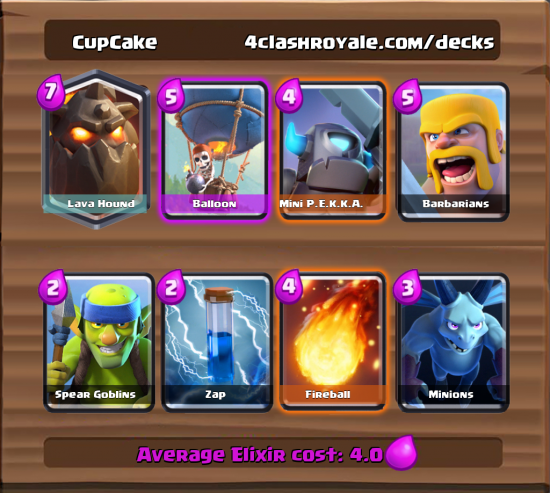 CupCake 4clashroyale.com/decks
7 5 4 5
Lava Hound Balloon Mini P.E.K.K.A. Barbarians
2 2 4 3
Spear Goblins Zap Fireball Minions
Average Elixir cost: 4.0